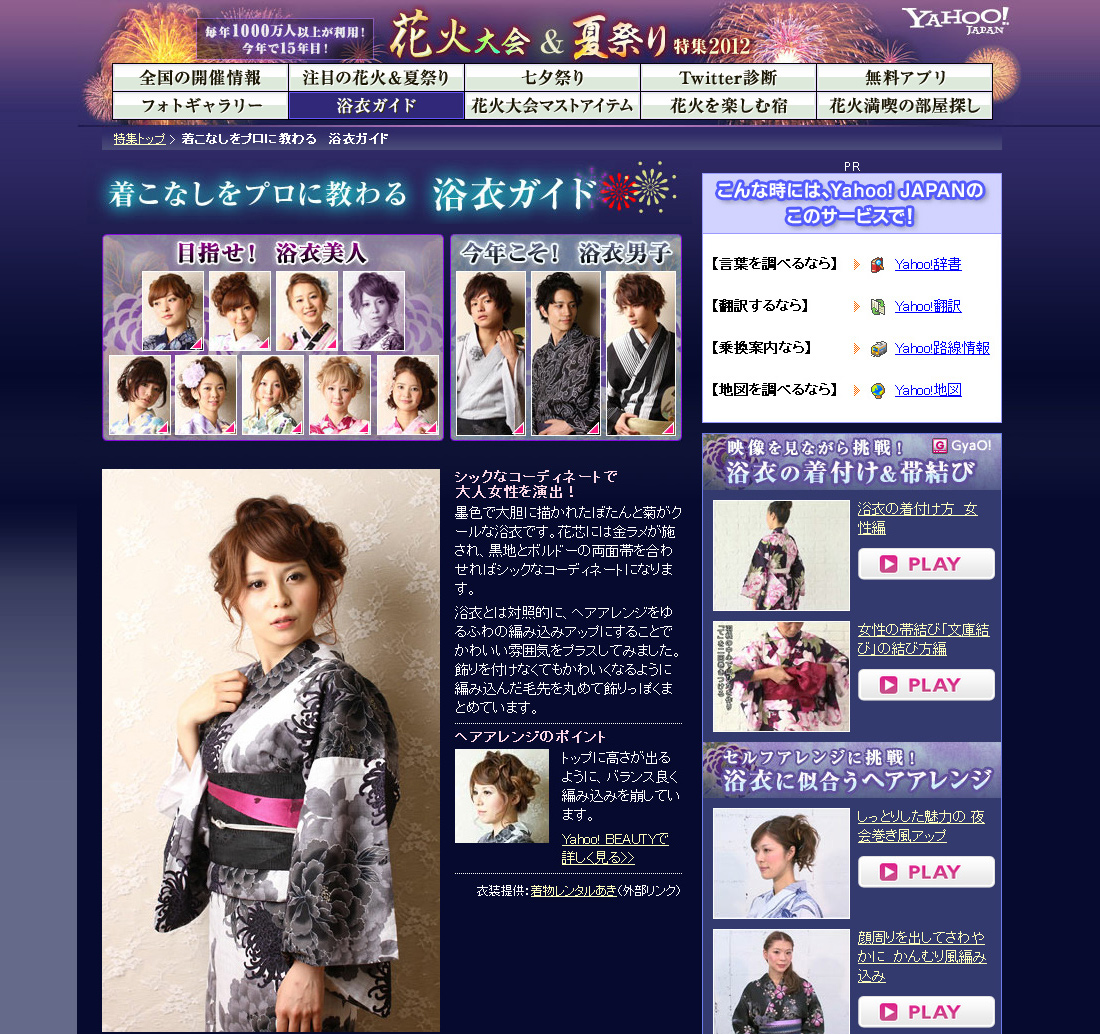 毎年1000万人以上が利用!
今年で15年目!
花火大会&夏祭り 特集2012
YAHOO!
JAPAN
全国の開催情報
注目の花火&夏祭り
七夕祭り
Twitter診断
無料アプリ
フォトギャラリー
浴衣ガイド
花火大会マストアイテム
花火を楽しむ宿
花火満喫の部屋探し
特集トップ > 着こなしをプロに教わる 浴衣ガイド
着こなしをプロに教わる 浴衣ガイド
目指せ! 浴衣美人
今年こそ! 浴衣男子
シックなコーディネートで
大人女性を演出!
墨色で大胆に描かれたぼたんと菊がク
ールな浴衣です。花芯には金ラメが施
され、黒地とボルドーの両面帯を合わ
せればシックなコーディネートになりま
す。
浴衣とは対照的に、ヘアアレンジをゆ
るふわの編み込みアップにすることで
かわいい雰囲気をプラスしてみました。
飾りを付けなくてもかわいくなるように
編み込んだ毛先を丸めて飾りっぽくま
とめています。
ヘアアレンジのポイント
トップに高さが出る
ように、バランス良く
編み込みを崩してい
ます。
Yahoo! BEAUTYで
詳しく見る>>
衣装提供:着物レンタルあき(外部リンク)
PR
こんな時には、Yahoo! JAPANの
このサービスで!
【言葉を調べるなら】 Yahoo!辞書
【翻訳するなら】 Yahoo!翻訳
【乗換案内なら】 Yahoo!路線情報
【地図を調べるなら】 Yahoo!地図
映像を見ながら挑戦! G GyaO!
浴衣の着付け&帯結び
浴衣の着付け方 女
性編
PLAY
女性の帯結び「文庫結
び」の結び方編
PLAY
セルフアレンジに挑戦!
浴衣に似合うヘアアレンジ
しっとりした魅力の 夜
会巻き風アップ
PLAY
顔周りを出してさわや
かに かんむり風編み
込み
PLAY